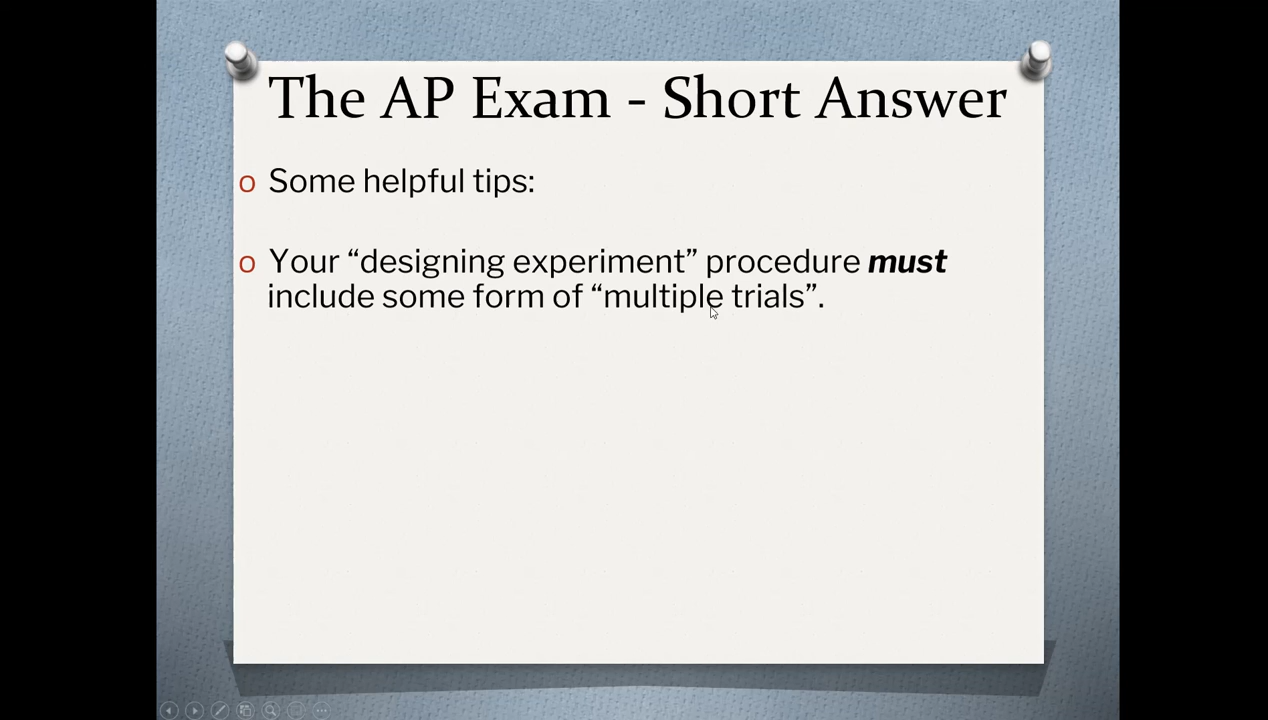 The AP Exam - Short Answer
o Some helpful tips:
o Your “designing experiment” procedure must
include some form of “multiple trials”.